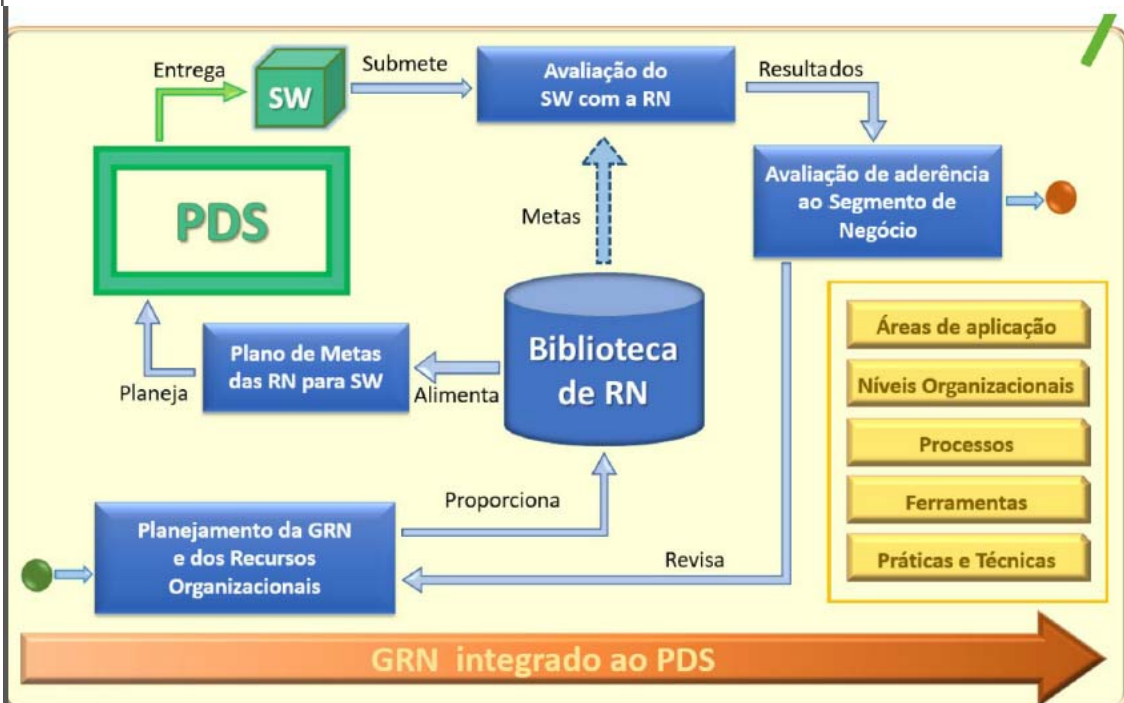 Entrega
SW
Submete
Avaliação do
SW com a RN
Resultados
Avaliação de aderência
ao Segmento de
Negócio
PDS
Metas
Biblioteca
de RN
Plano de Metas
das RN para SW
Planeja
Alimenta
Áreas de aplicação
Níveis Organizacionais
Processos
Ferramentas
Práticas e Técnicas
Proporciona
Planejamento da GRN
e dos Recursos
Organizacionais
Revisa
GRN integrado ao PDS